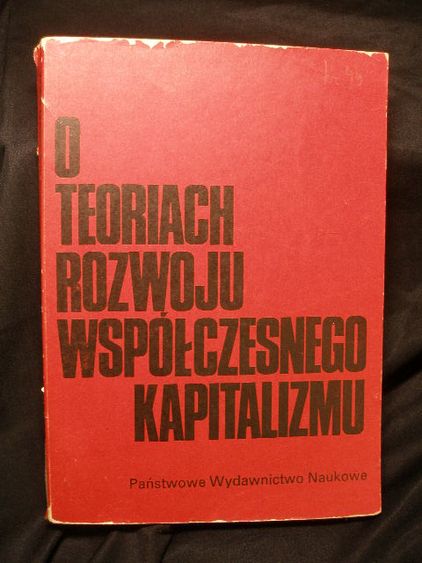 O
TEORIACH
ROZWOJU
WSPÓŁCZESNEGO
KAPITALIZMU
Państwowe Wydawnictwo Naukowe